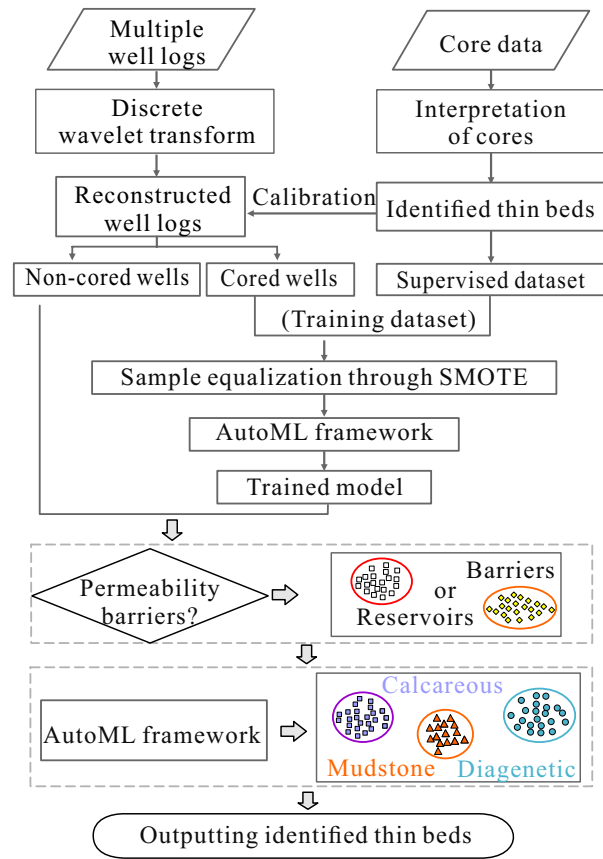 Multiple
well logs
Core data
Discrete
wavelet transform
Interpretation
of cores
Reconstructed
well logs
Calibration
Identified thin beds
Non-cored wells
Cored wells
Supervised dataset
(Training dataset)
Sample equalization through SMOTE
AutoML framework
Trained model
Permeability
barriers?
Barriers
or
Reservoirs
AutoML framework
Calcareous
Mudstone
Diagenetic
Outputting identified thin beds